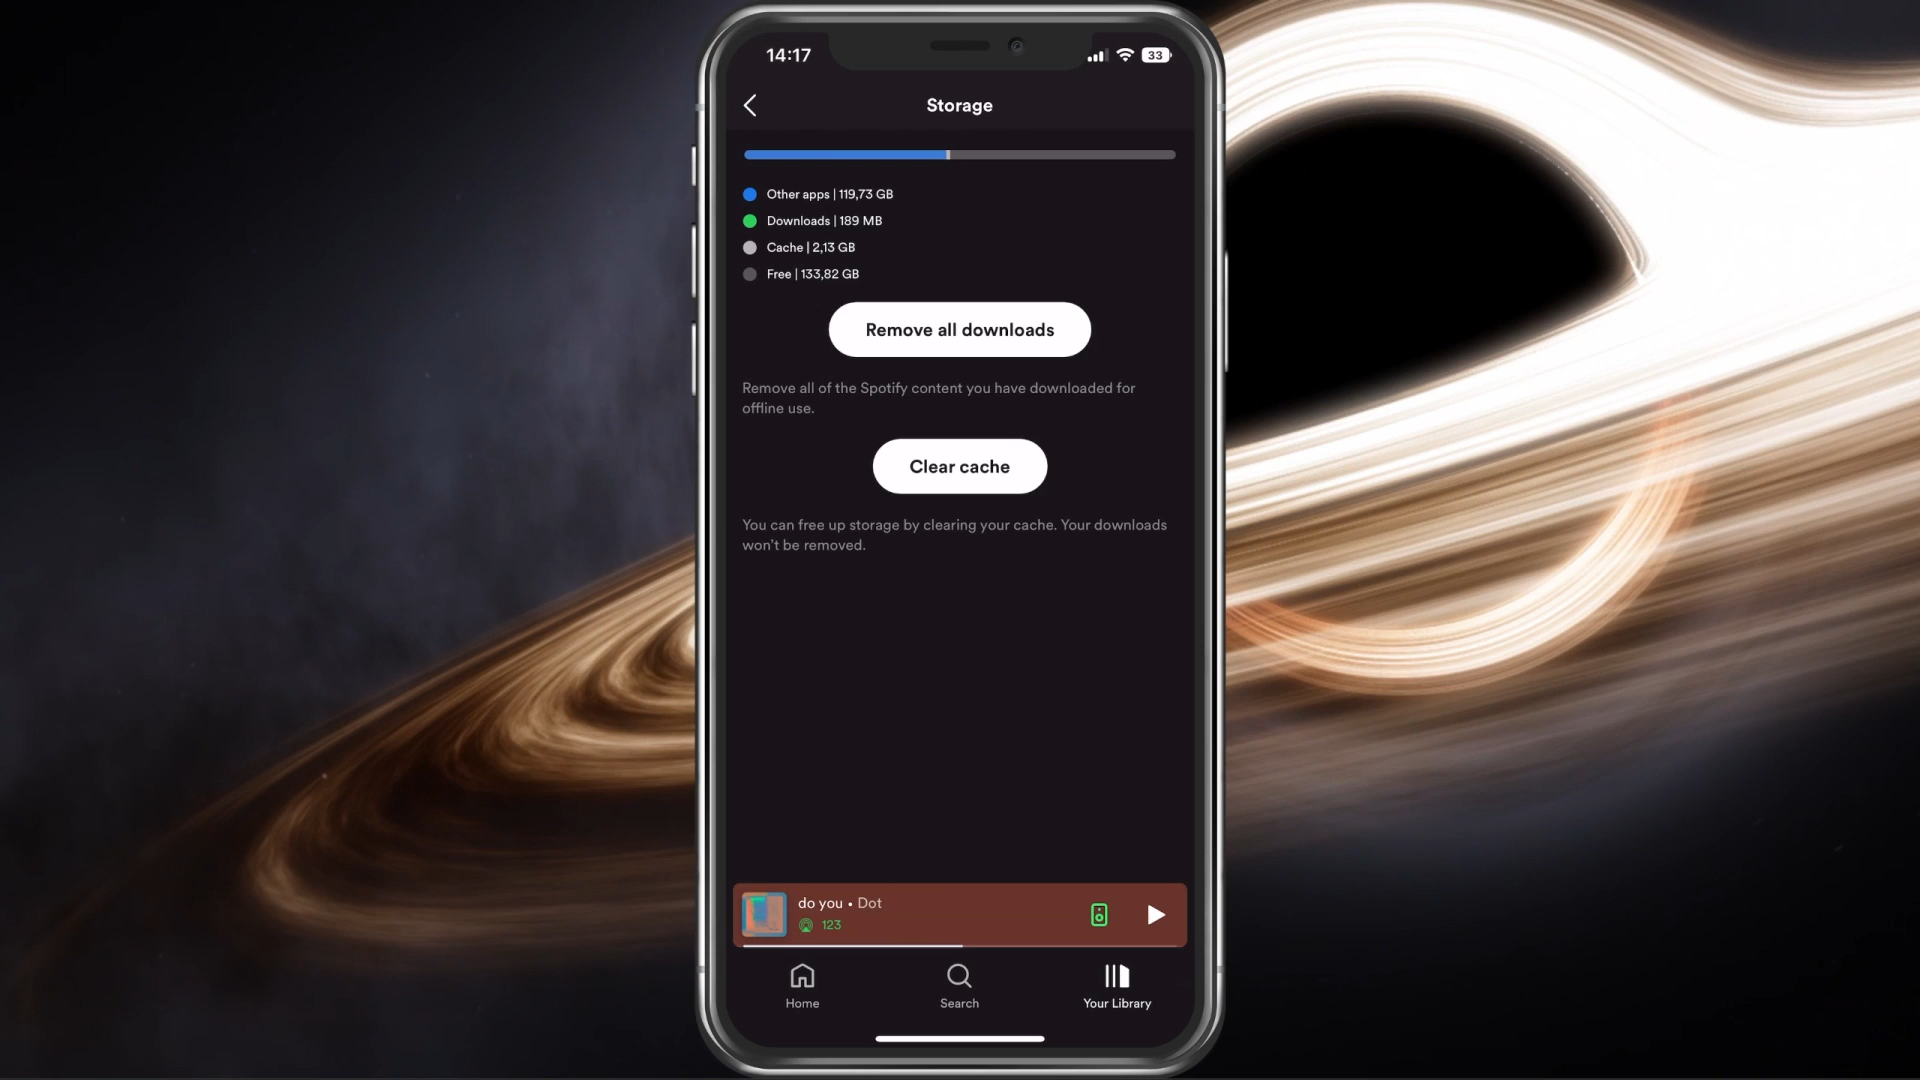 14:17
33
Storage
Other apps | 119,73 GB
Downloads | 189 MB
Cache | 2,13 GB
Free | 133,82 GB
Remove all downloads
Remove all of the Spotify content you have downloaded for
offline use.
Clear cache
You can free up storage by clearing your cache. Your downloads
won't be removed.
do you • Dot
123
Home
Search
Your Library